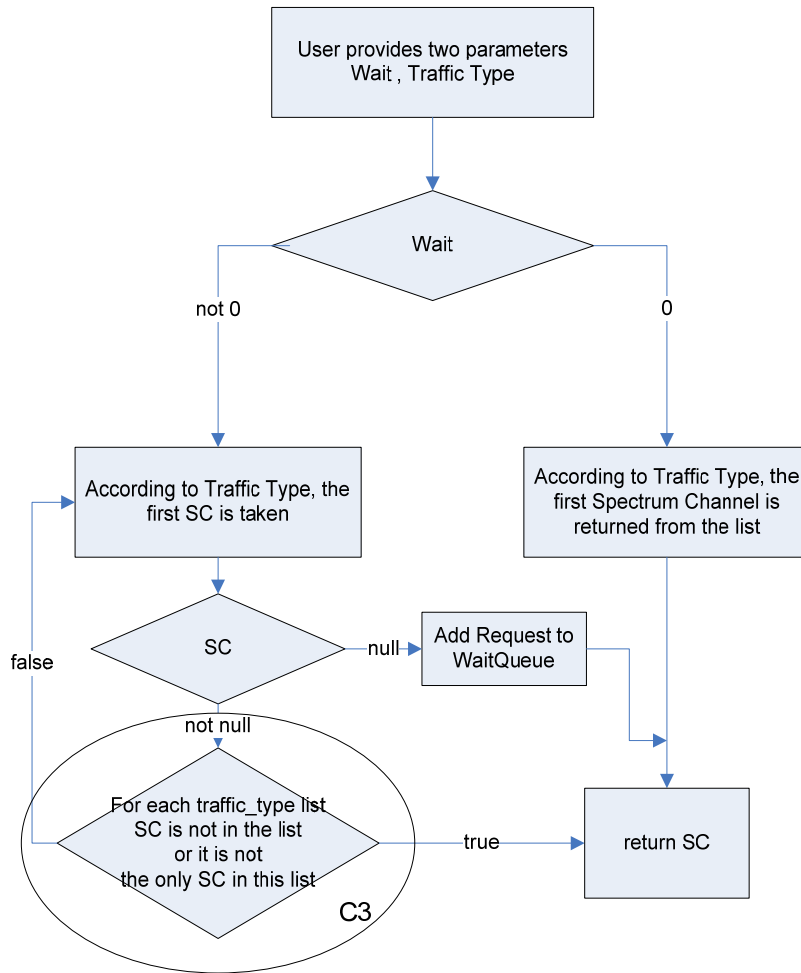 User provides two parameters
Wait , Traffic Type
Wait
not 0
0
According to Traffic Type, the
first SC is taken
According to Traffic Type, the
first Spectrum Channel is
returned from the list
SC
null
Add Request to
WaitQueue
false
not null
For each traffic_type list
SC is not in the list
or it is not
the only SC in this list
true
return SC
C3